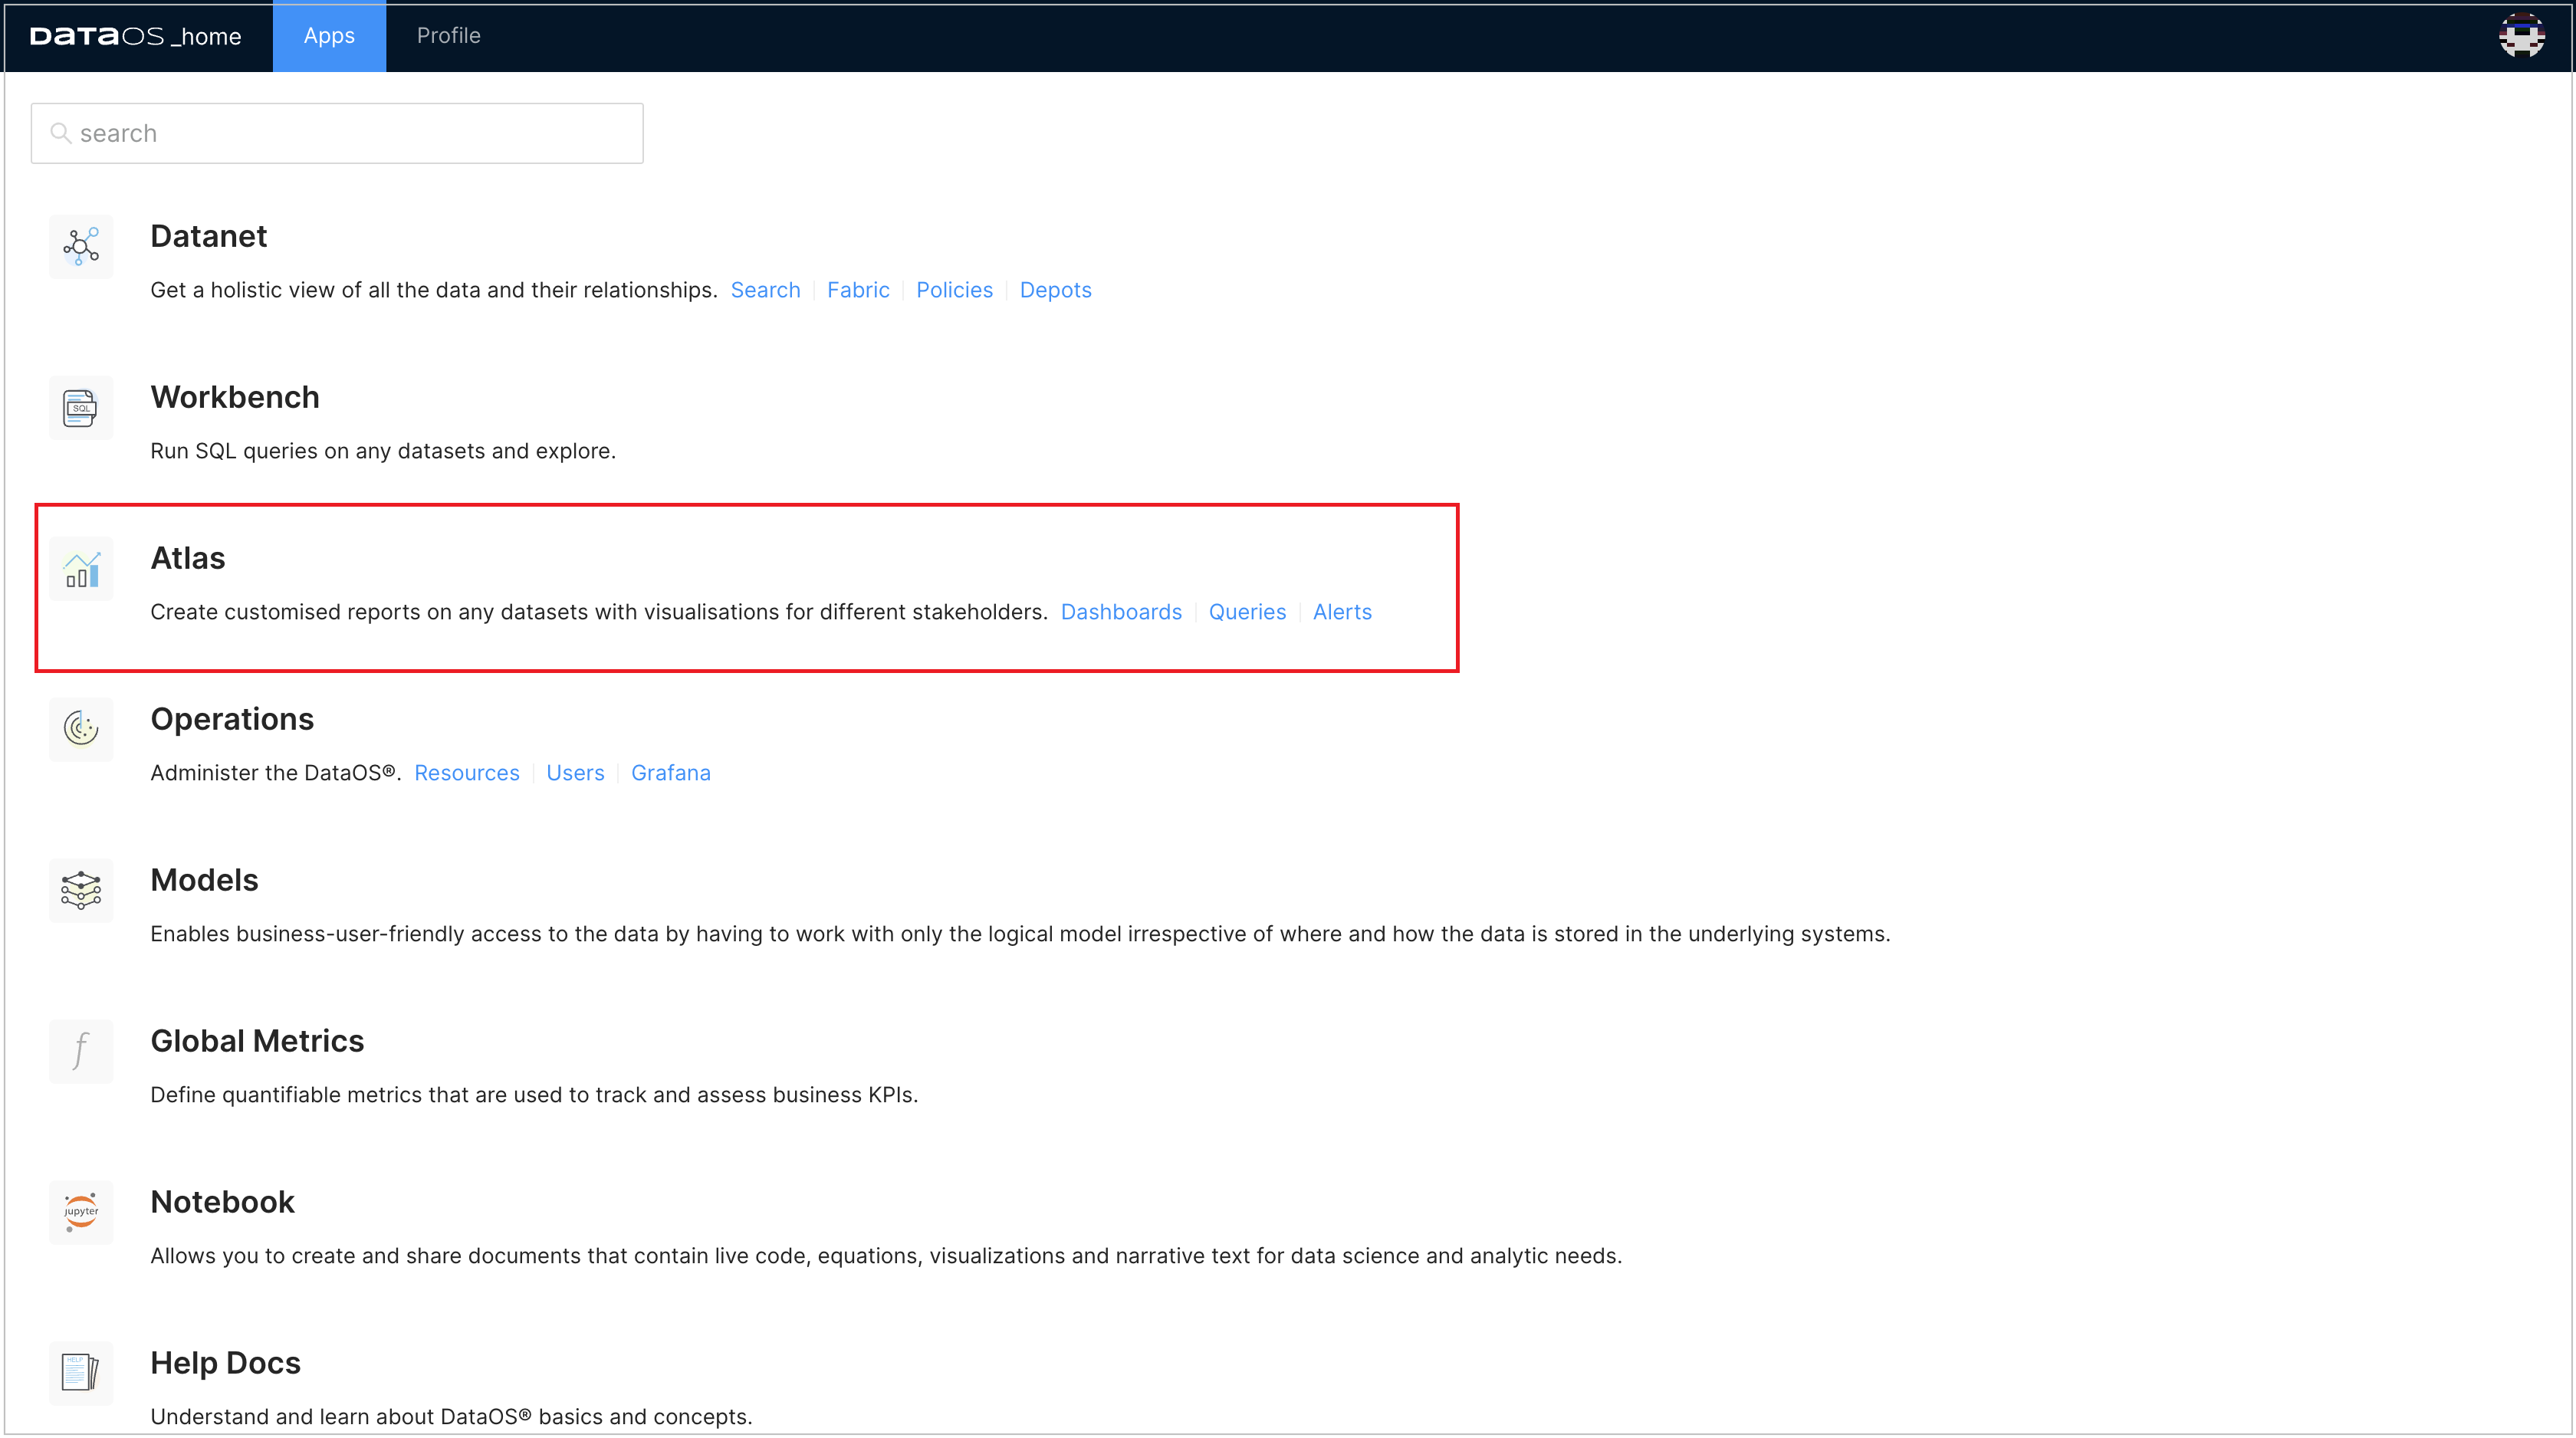 DATAOS _home Apps Profile
search
Datanet
Get a holistic view of all the data and their relationships. Search Fabric Policies Depots
Workbench
SQL
Run SQL queries on any datasets and explore.
Atlas
Create customised reports on any datasets with visualisations for different stakeholders. Dashboards Queries Alerts
Operations
Administer the DataOS®. Resources Users Grafana
Models
Enables business-user-friendly access to the data by having to work with only the logical model irrespective of where and how the data is stored in the underlying systems.
f
Global Metrics
Define quantifiable metrics that are used to track and assess business KPIs.
jupyter
Notebook
Allows you to create and share documents that contain live code, equations, visualizations and narrative text for data science and analytic needs.
HELP
Help Docs
Understand and learn about DataOS® basics and concepts.